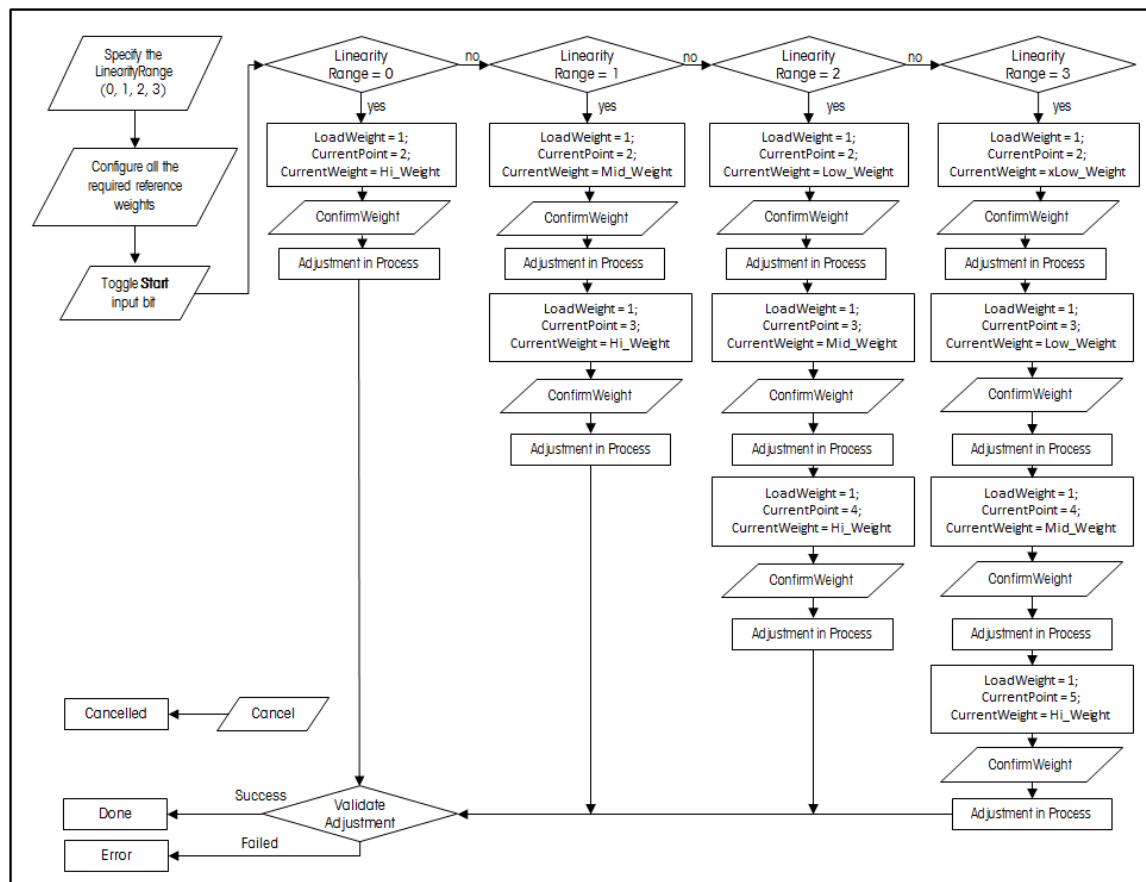 Specify the
LinearityRange
(0, 1, 2, 3)
Configure all the
required reference
weights
Toggle Start
input bit
Linearity
Range = 0
no
yes
LoadWeight = 1;
CurrentPoint = 2;
CurrentWeight = Hi_Weight
ConfirmWeight
Adjustment in Process
Linearity
Range = 1
no
yes
LoadWeight = 1;
CurrentPoint = 2;
CurrentWeight = Mid_Weight
ConfirmWeight
Adjustment in Process
LoadWeight = 1;
CurrentPoint = 3;
CurrentWeight = Hi_Weight
ConfirmWeight
Adjustment in Process
Linearity
Range = 2
no
yes
LoadWeight = 1;
CurrentPoint = 2;
CurrentWeight = Low_Weight
ConfirmWeight
Adjustment in Process
LoadWeight = 1;
CurrentPoint = 3;
CurrentWeight = Mid_Weight
ConfirmWeight
Adjustment in Process
LoadWeight = 1;
CurrentPoint = 4;
CurrentWeight = Hi_Weight
ConfirmWeight
Adjustment in Process
Linearity
Range = 3
yes
LoadWeight = 1;
CurrentPoint = 2;
CurrentWeight = xLow_Weight
ConfirmWeight
Adjustment in Process
LoadWeight = 1;
CurrentPoint = 3;
CurrentWeight = Low_Weight
ConfirmWeight
Adjustment in Process
LoadWeight = 1;
CurrentPoint = 4;
CurrentWeight = Mid_Weight
ConfirmWeight
Adjustment in Process
LoadWeight = 1;
CurrentPoint = 5;
CurrentWeight = Hi_Weight
ConfirmWeight
Adjustment in Process
Cancelled
Cancel
Validate
Adjustment
Success
Done
Failed
Error